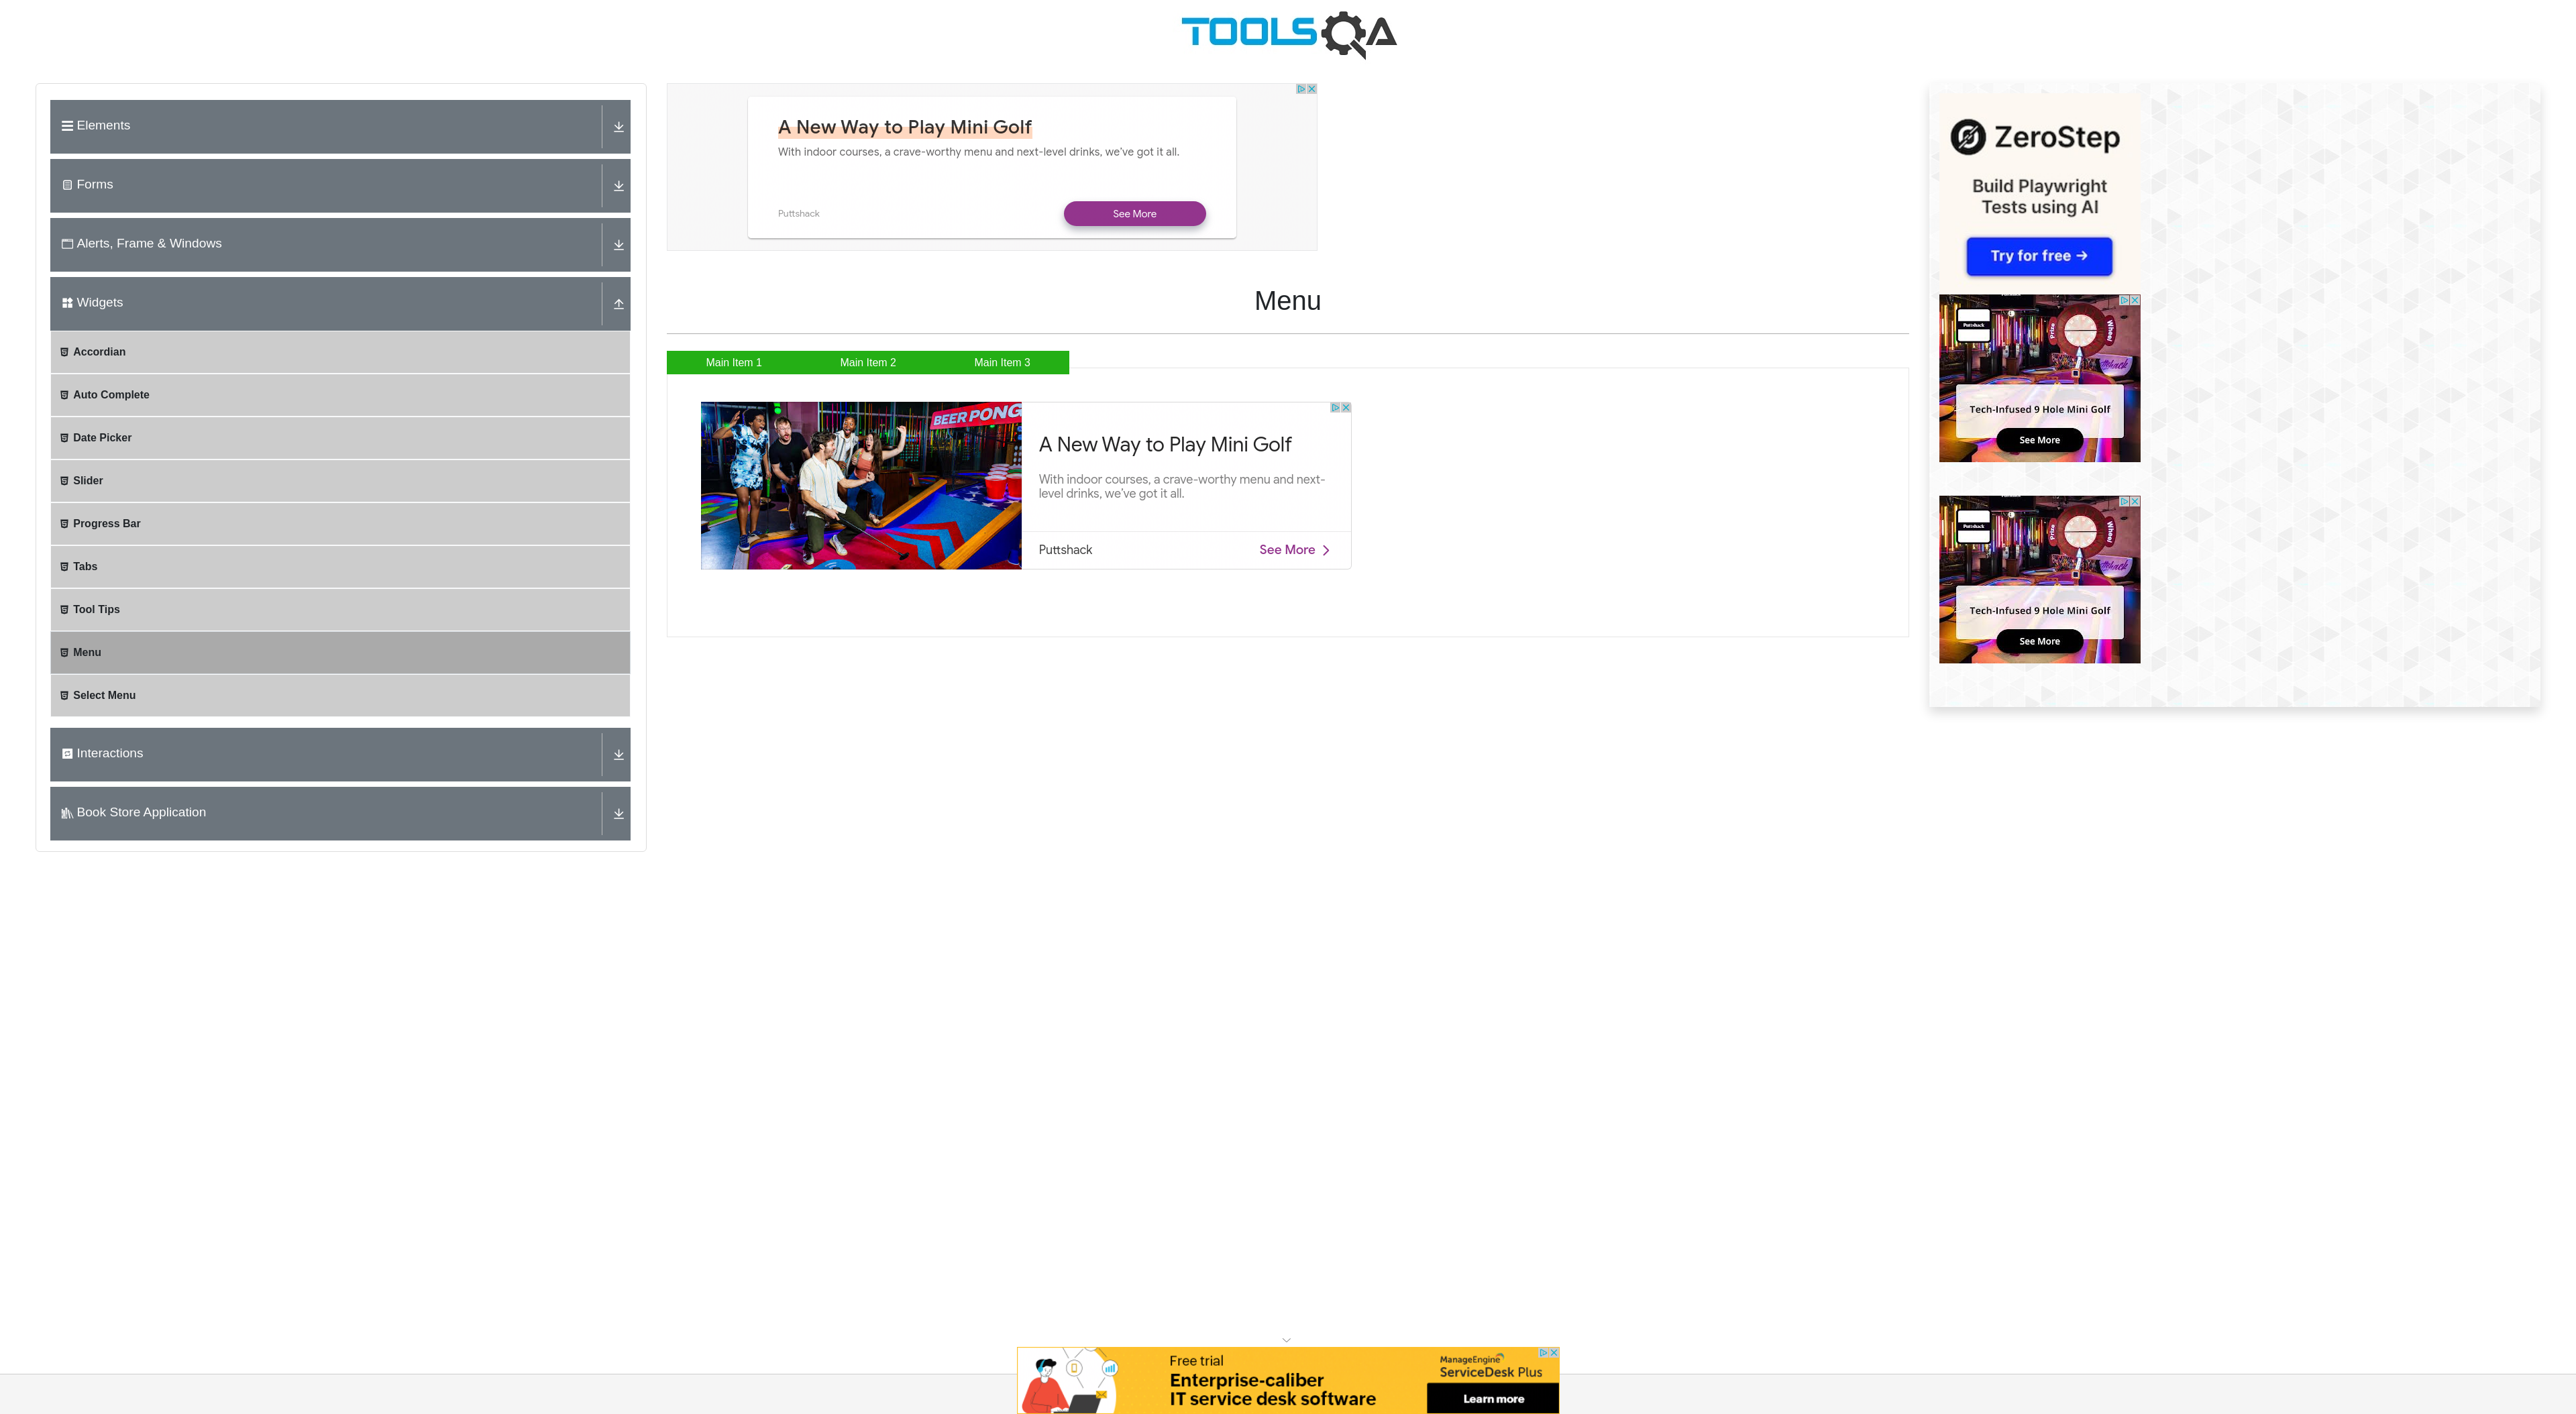 TOOLSQA
Elements
Forms
Alerts, Frame & Windows
Widgets
Accordian
Auto Complete
Date Picker
Slider
Progress Bar
Tabs
Tool Tips
Menu
Select Menu
Interactions
Book Store Application
A New Way to Play Mini Golf
With indoor courses, a crave-worthy menu and next-level drinks, we've got it all.
Puttshack
See More
Menu
Main Item 1
Main Item 2
Main Item 3
BEER PONG
A New Way to Play Mini Golf
With indoor courses, a crave-worthy menu and next-
level drinks, we've got it all.
Puttshack
See More
ZeroStep
Build Playwright
Tests using AI
Try for free →
Puttshack
Prize
Wheel
Tech-Infused 9 Hole Mini Golf
See More
Puttshack
Prize
Wheel
Tech-Infused 9 Hole Mini Golf
See More
Free trial
Enterprise-caliber
IT service desk software
ManageEngine
ServiceDesk Plus
Learn more